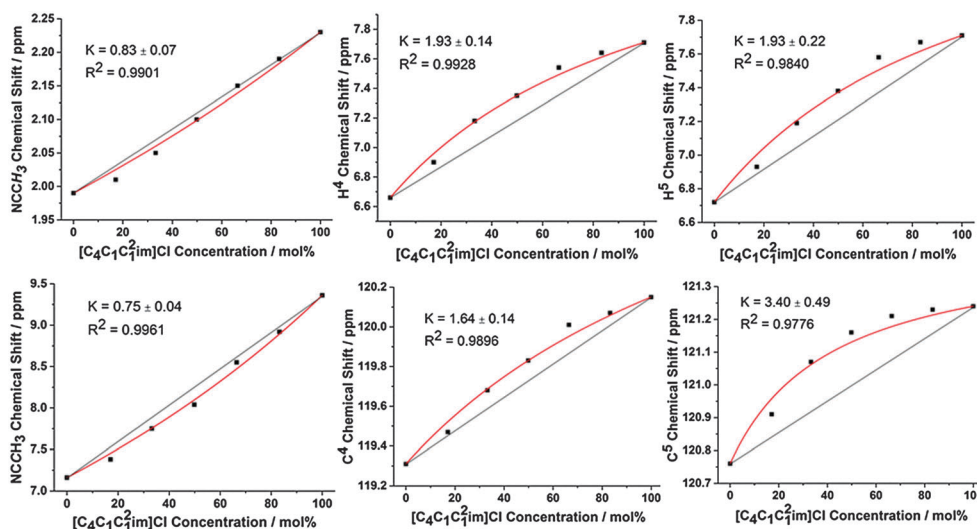 2.25
2.20
2.15
2.10
2.05
2.00
1.95
NCCH₃ Chemical Shift / ppm
K = 0.83 ± 0.07
R² = 0.9901
0 20 40 60 80 100
[C₄C₁C₁²im]Cl Concentration / mol%
7.8
7.6
7.4
7.2
7.0
6.8
6.6
H⁴ Chemical Shift / ppm
K = 1.93 ± 0.14
R² = 0.9928
0 20 40 60 80 100
[C₄C₁C₁²im]Cl Concentration / mol%
7.8
7.6
7.4
7.2
7.0
6.8
6.6
H⁵ Chemical Shift / ppm
K = 1.93 ± 0.22
R² = 0.9840
0 20 40 60 80 100
[C₄C₁C₁²im]Cl Concentration / mol%
9.5
9.0
8.5
8.0
7.5
7.0
NCCH₃ Chemical Shift / ppm
K = 0.75 ± 0.04
R² = 0.9961
0 20 40 60 80 100
[C₄C₁C₁²im]Cl Concentration / mol%
120.2
120.0
119.8
119.6
119.4
119.2
C⁴ Chemical Shift / ppm
K = 1.64 ± 0.14
R² = 0.9896
0 20 40 60 80 100
[C₄C₁C₁²im]Cl Concentration / mol%
121.3
121.2
121.1
121.0
120.9
120.8
120.7
C⁵ Chemical Shift / ppm
K = 3.40 ± 0.49
R² = 0.9776
0 20 40 60 80 100
[C₄C₁C₁²im]Cl Concentration / mol%